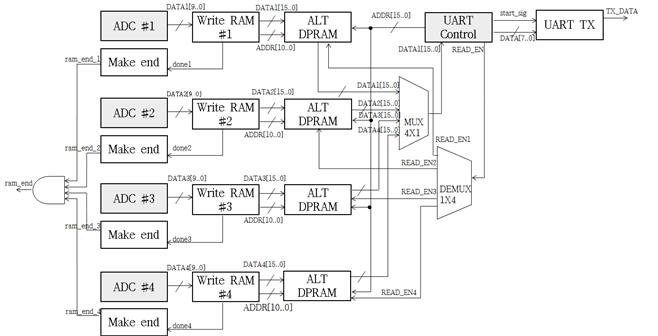 DATA1[9..0]
DATA1[15..0]
ADC #1
Write RAM
#1
ALT
DPRAM
ADDR[10..0]
ADDR[15..0]
UART
Control
start_sig
DATA[7..0]
UART TX
TX_DATA
DATA1[15..0]
READ_EN
ram_end_1
Make end
done1
DATA2[9..0]
DATA2[15..0]
ADC #2
Write RAM
#2
ALT
DPRAM
ADDR[10..0]
DATA1[15..0]
DATA2[15..0]
DATA3[15..0]
DATA4[15..0]
MUX
4X1
READ_EN1
ram_end_2
Make end
done2
READ_EN2
DEMUX
1X4
ram_end
DATA3[9..0]
DATA3[15..0]
ADC #3
Write RAM
#3
ALT
DPRAM
ADDR[10..0]
READ_EN3
ram_end_3
Make end
done3
DATA4[9..0]
DATA4[15..0]
ADC #4
Write RAM
#4
ALT
DPRAM
ADDR[10..0]
READ_EN4
ram_end_4
Make end
done4